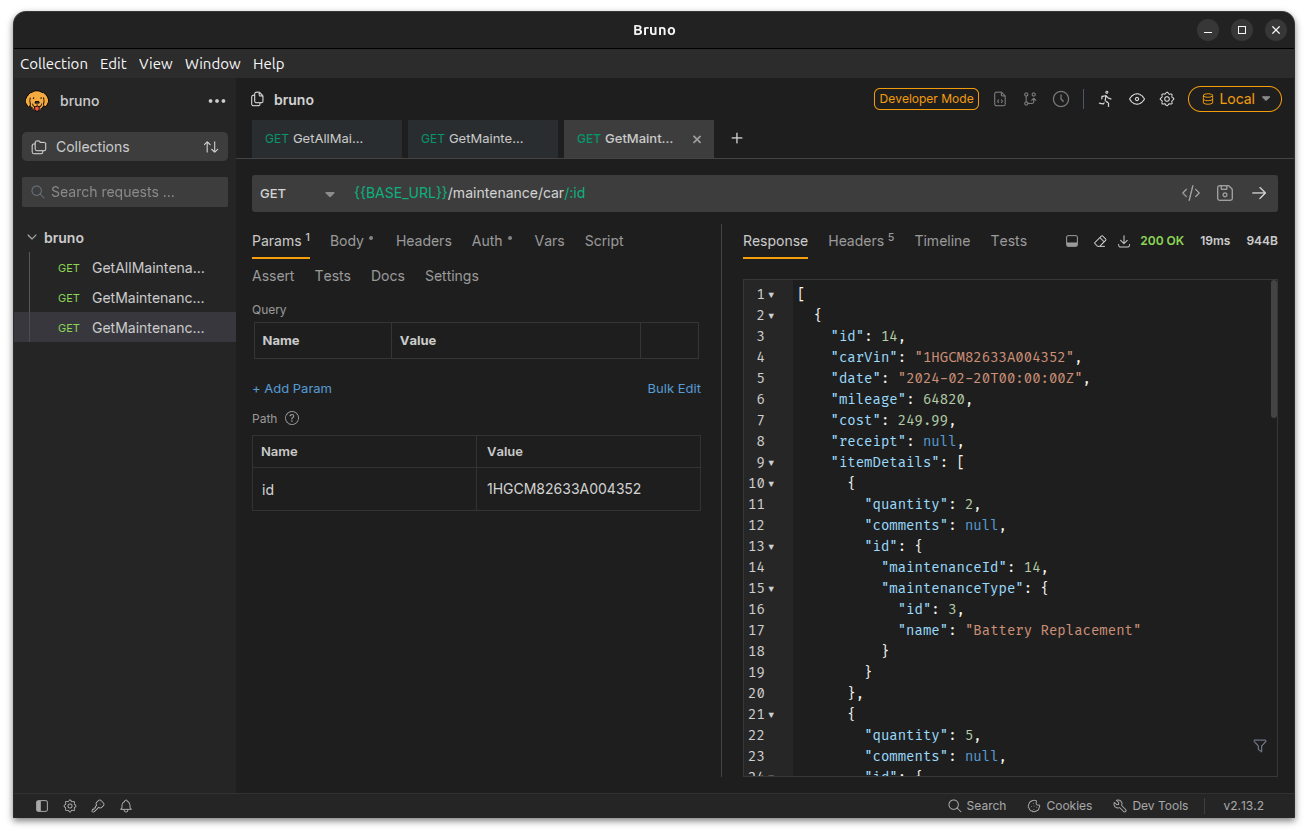 Bruno
Collection Edit View Window Help
bruno
Collections
Search requests ...
bruno
GET GetAllMaintena...
GET GetMaintenanc...
GET GetMaintenanc...
bruno
Developer Mode
Local
GET GetAllMai...
GET GetMainte...
GET GetMaint...
GET {{BASE_URL}}/maintenance/car/:id
Params 1 Body Headers Auth Vars Script
Assert Tests Docs Settings
Query
Name Value
+ Add Param Bulk Edit
Path ?
Name Value
id 1HGCM82633A004352
Response Headers 5 Timeline Tests 200 OK 19ms 944B
1 [
2 {
3 "id": 14,
4 "carVin": "1HGCM82633A004352",
5 "date": "2024-02-20T00:00:00Z",
6 "mileage": 64820,
7 "cost": 249.99,
8 "receipt": null,
9 "itemDetails": [
10 {
11 "quantity": 2,
12 "comments": null,
13 "id": {
14 "maintenanceId": 14,
15 "maintenanceType": {
16 "id": 3,
17 "name": "Battery Replacement"
18 }
19 }
20 },
21 {
22 "quantity": 5,
23 "comments": null,
24 "id": {
Search Cookies Dev Tools v2.13.2